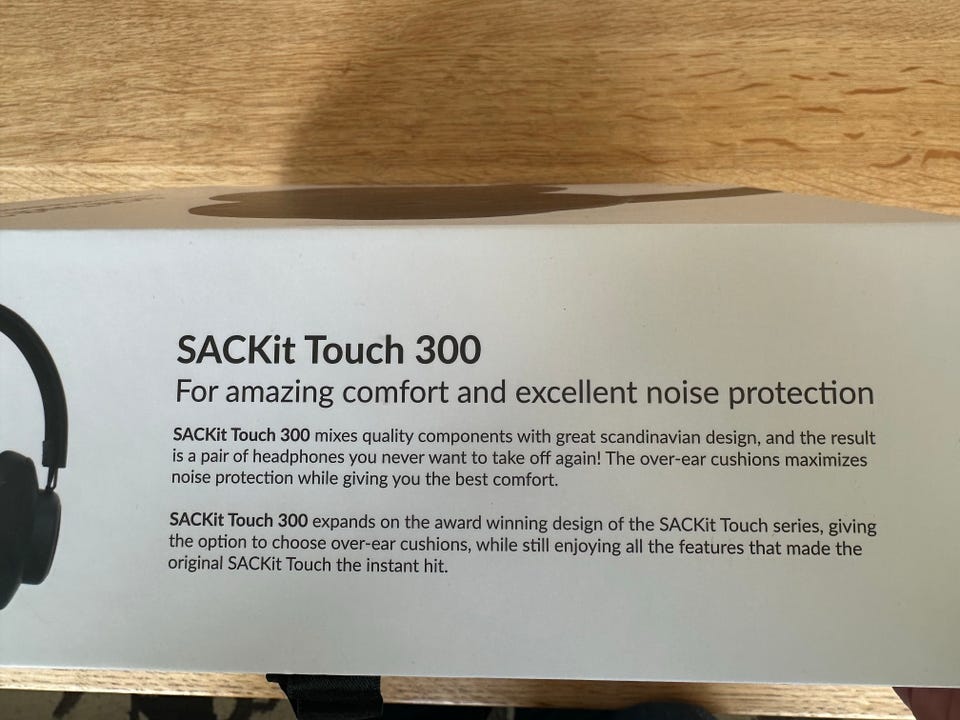 SACKit Touch 300
For amazing comfort and excellent noise protection
SACKit Touch 300 mixes quality components with great scandinavian design, and the result
is a pair of headphones you never want to take off again! The over-ear cushions maximizes
noise protection while giving you the best comfort.
SACKit Touch 300 expands on the award winning design of the SACKit Touch series, giving
the option to choose over-ear cushions, while still enjoying all the features that made the
original SACKit Touch the instant hit.